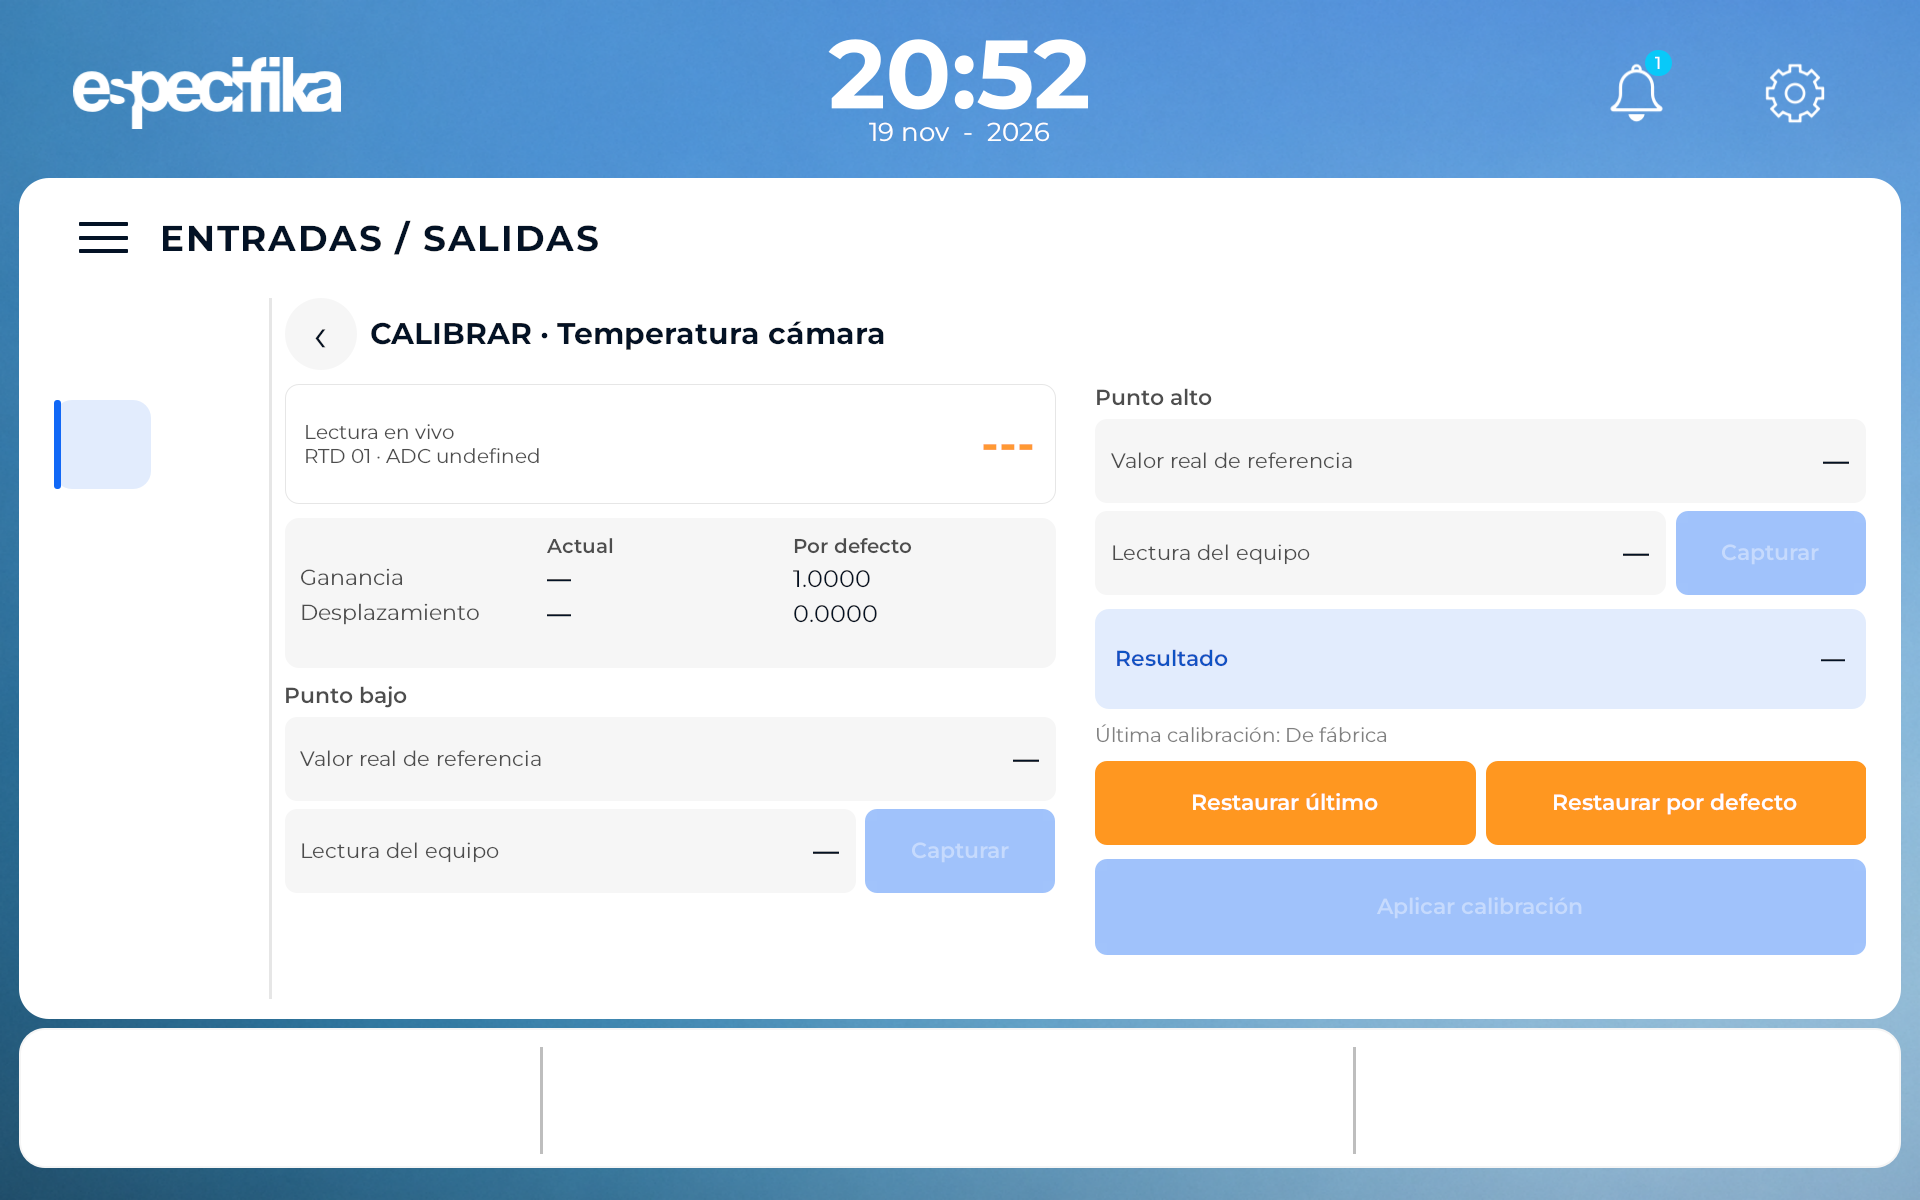 especifika
20:52
19 nov - 2026
1
ENTRADAS / SALIDAS
‹ CALIBRAR · Temperatura cámara
Lectura en vivo
RTD 01 · ADC undefined
---
Actual Por defecto
Ganancia — 1.0000
Desplazamiento — 0.0000
Punto bajo
Valor real de referencia —
Lectura del equipo — Capturar
Punto alto
Valor real de referencia —
Lectura del equipo — Capturar
Resultado —
Última calibración: De fábrica
Restaurar último Restaurar por defecto
Aplicar calibración